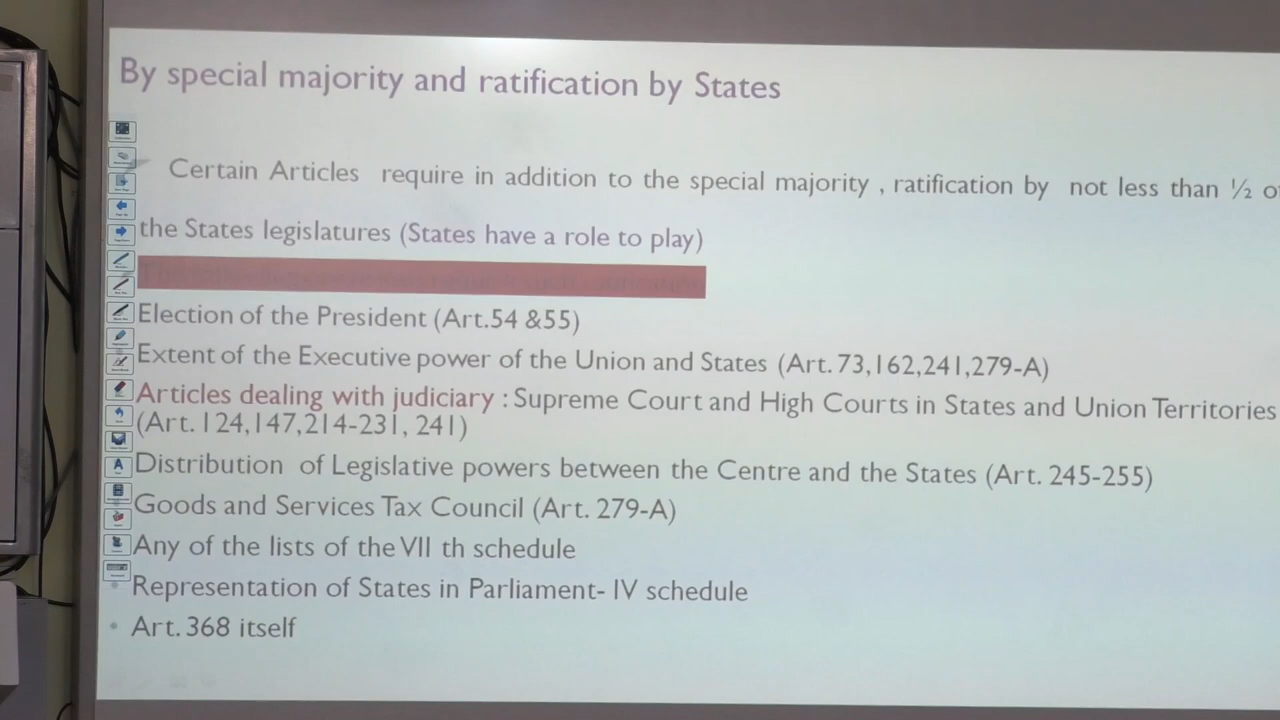 By special majority and ratification by States
Certain Articles require in addition to the special majority , ratification by not less than ½ of
the States legislatures (States have a role to play)
Election of the President (Art.54 &55)
Extent of the Executive power of the Union and States (Art. 73,162,241,279-A)
Articles dealing with judiciary : Supreme Court and High Courts in States and Union Territories
(Art. 124,147,214-231, 241)
Distribution of Legislative powers between the Centre and the States (Art. 245-255)
Goods and Services Tax Council (Art. 279-A)
Any of the lists of the VII th schedule
Representation of States in Parliament- IV schedule
• Art. 368 itself